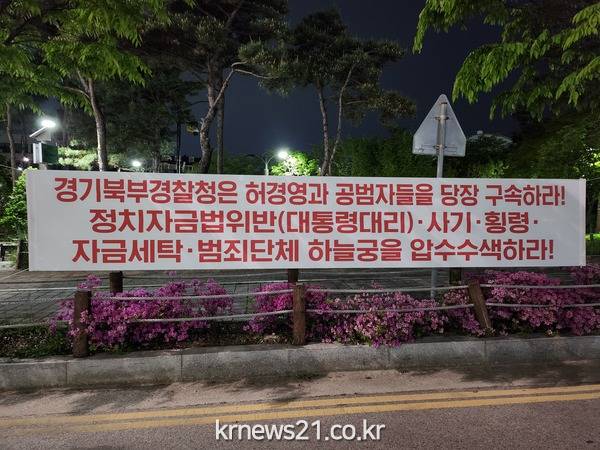 경기북부경찰청은 허경영과 공범자들을 당장 구속하라!
정치자금법위반(대통령대리)·사기·횡령·
자금세탁·범죄단체 하늘궁을 압수수색하라!
krnews21.co.kr